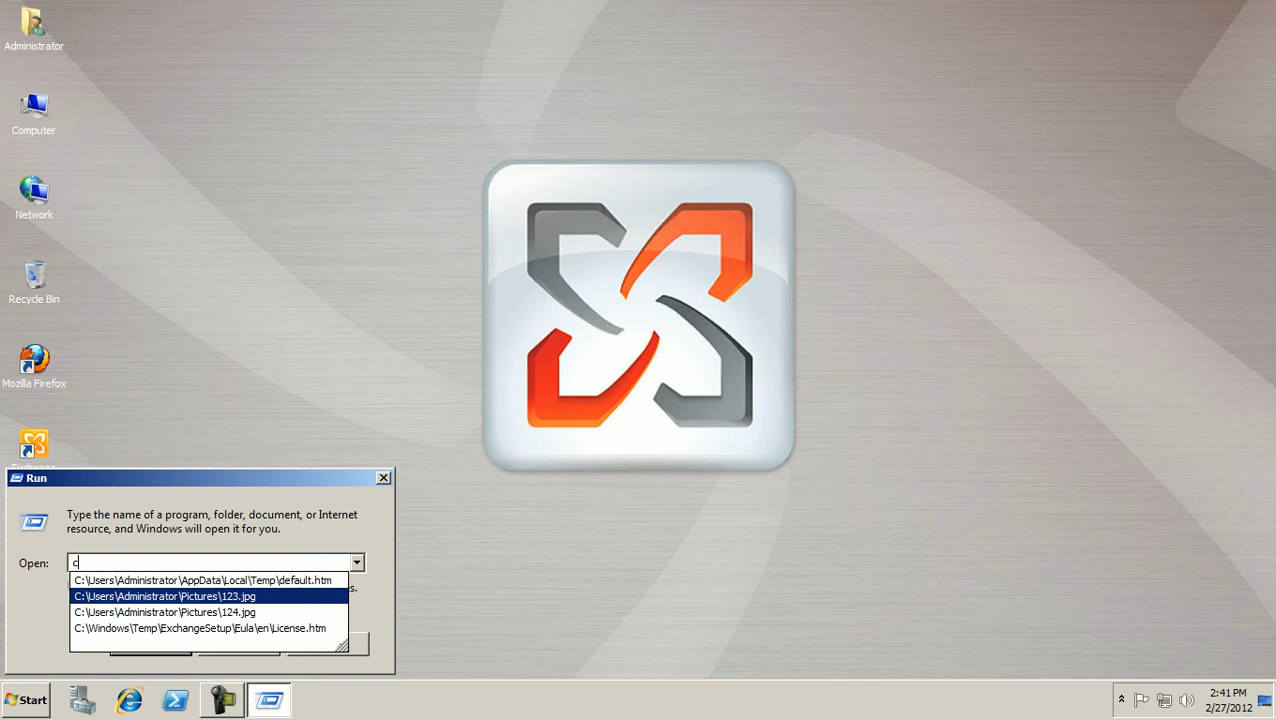 Administrator
Computer
Network
Recycle Bin
Mozilla Firefox
Run
Type the name of a program, folder, document, or Internet
resource, and Windows will open it for you.
Open:
c
C:\Users\Administrator\AppData\Local\Temp\default.htm
s.
C:\Users\Administrator\Pictures\123.jpg
C:\Users\Administrator\Pictures\124.jpg
C:\Windows\Temp\ExchangeSetup\Eula\en\License.htm
Start
2:41 PM
2/27/2012